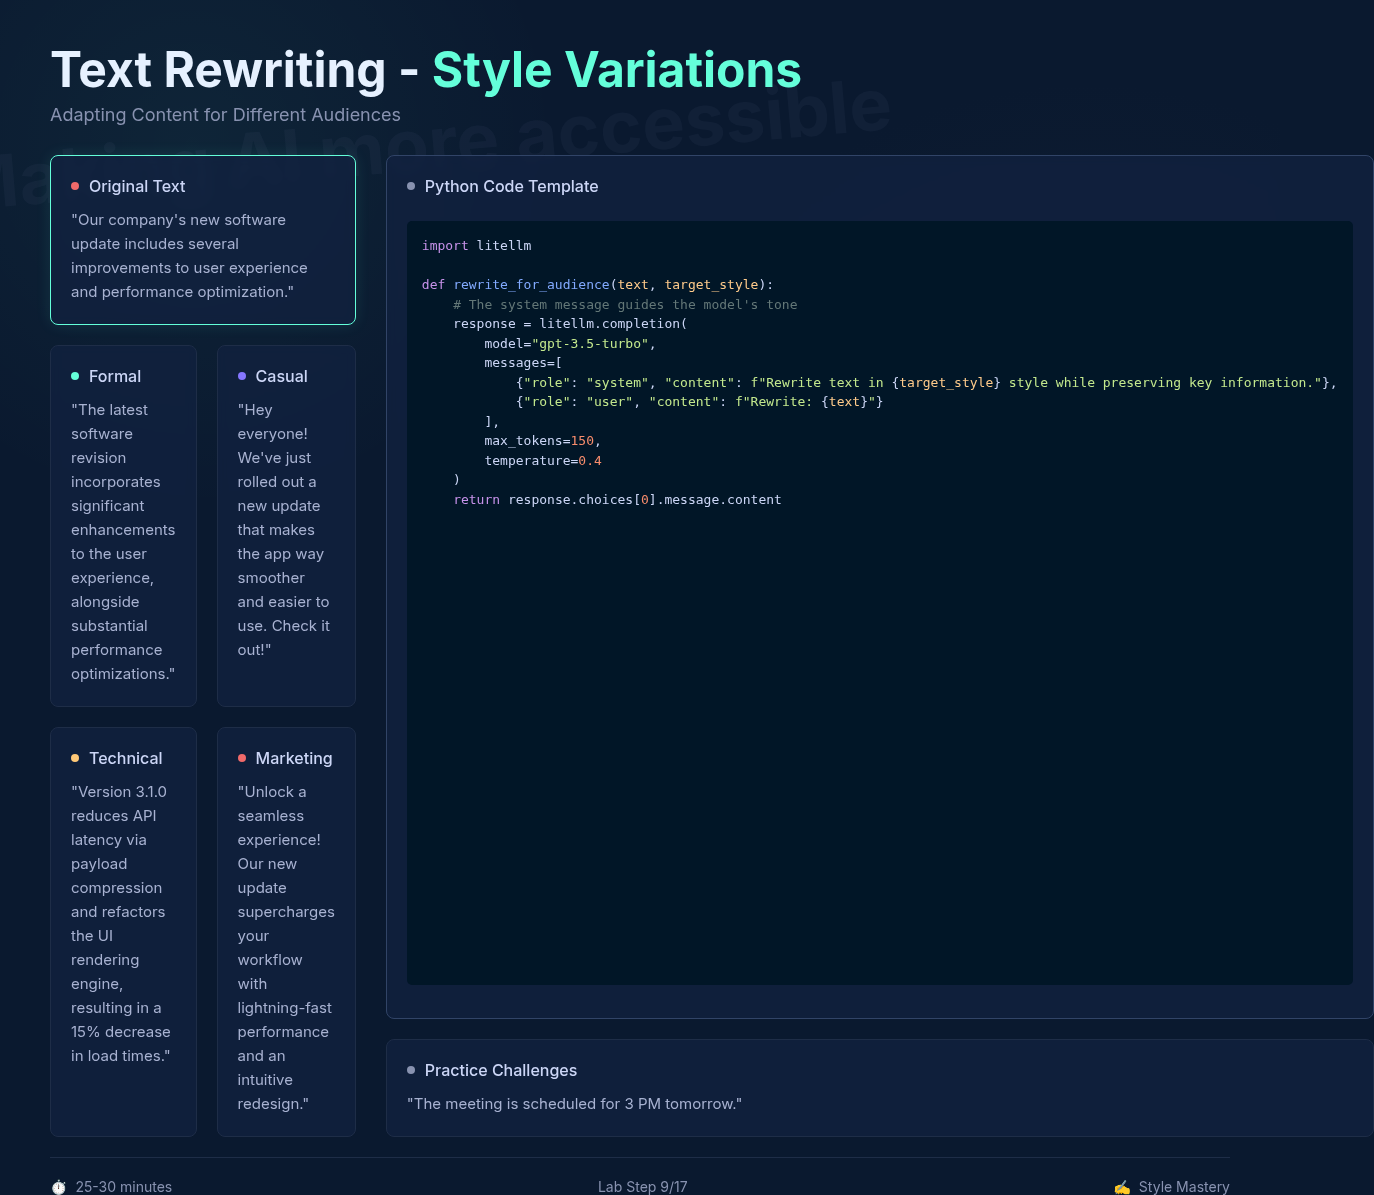 Text Rewriting - Style Variations
Adapting Content for Different Audiences
Making AI more accessible
Original Text
"Our company's new software
update includes several
improvements to user experience
and performance optimization."
Formal
"The latest
software
revision
incorporates
significant
enhancements
to the user
experience,
alongside
substantial
performance
optimizations."
Casual
"Hey
everyone!
We've just
rolled out a
new update
that makes
the app way
smoother
and easier to
use. Check it
out!"
Technical
"Version 3.1.0
reduces API
latency via
payload
compression
and refactors
the UI
rendering
engine,
resulting in a
15% decrease
in load times."
Marketing
"Unlock a
seamless
experience!
Our new
update
supercharges
your
workflow
with
lightning-fast
performance
and an
intuitive
redesign."
Python Code Template
import litellm
def rewrite_for_audience(text, target_style):
    # The system message guides the model's tone
    response = litellm.completion(
        model="gpt-3.5-turbo",
        messages=[
            {"role": "system", "content": f"Rewrite text in {target_style} style while preserving key information."},
            {"role": "user", "content": f"Rewrite: {text}"}
        ],
        max_tokens=150,
        temperature=0.4
    )
    return response.choices[0].message.content
Practice Challenges
"The meeting is scheduled for 3 PM tomorrow."
⏱️ 25-30 minutes
Lab Step 9/17
✍️ Style Mastery